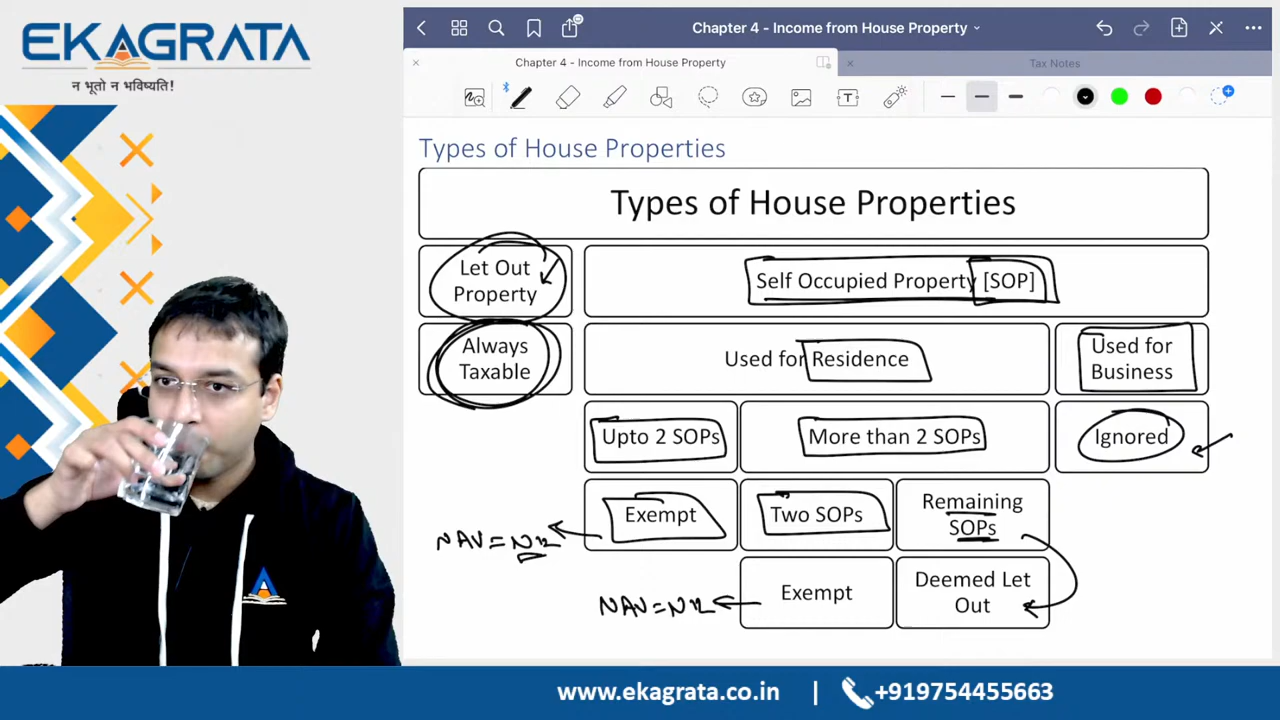 EKAGRATA
न भूतो न भविष्यति!
Chapter 4 - Income from House Property
Chapter 4 - Income from House Property
Tax Notes
Types of House Properties
Types of House Properties
Let Out
Property
Self Occupied Property [SOP]
Always
Taxable
Used for Residence
Used for
Business
Upto 2 SOPs
More than 2 SOPs
Ignored
Exempt
Two SOPs
Remaining
SOPs
NAV = Nil
Exempt
Deemed Let
Out
NAV = Nil
www.ekagrata.co.in | +919754455663